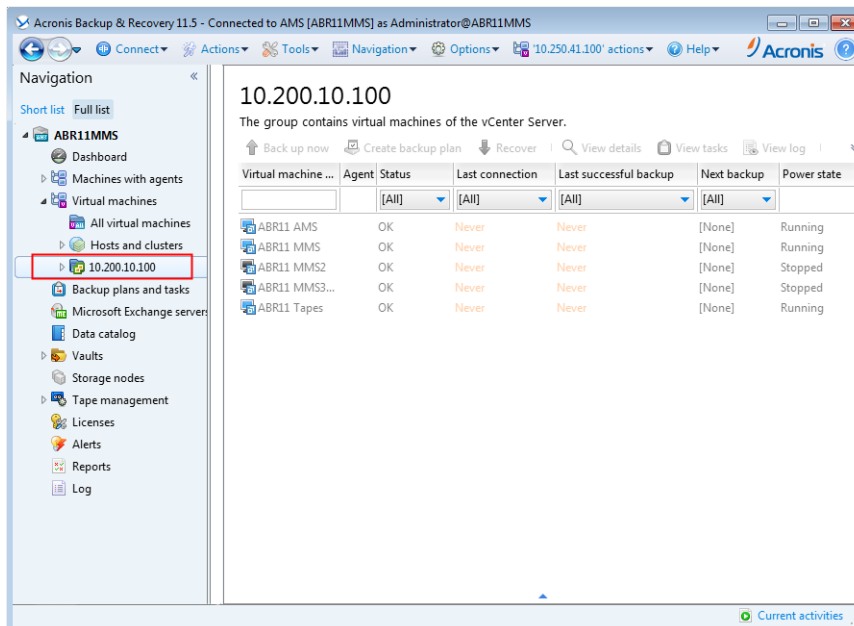 Acronis Backup & Recovery 11.5 - Connected to AMS [ABR11MMS] as Administrator@ABR11MMS
Connect Actions Tools Navigation Options '10.250.41.100' actions Help Acronis ?
Navigation «
Short list Full list
ABR11MMS
Dashboard
Machines with agents
Virtual machines
All virtual machines
Hosts and clusters
10.200.10.100
Backup plans and tasks
Microsoft Exchange servers
Data catalog
Vaults
Storage nodes
Tape management
Licenses
Alerts
Reports
Log
10.200.10.100
The group contains virtual machines of the vCenter Server.
Back up now Create backup plan Recover View details View tasks View log
Virtual machine ... Agent Status Last connection Last successful backup Next backup Power state
[All] [All] [All] [All]
ABR11 AMS OK Never Never [None] Running
ABR11 MMS OK Never Never [None] Running
ABR11 MMS2 OK Never Never [None] Stopped
ABR11 MMS3... OK Never Never [None] Stopped
ABR11 Tapes OK Never Never [None] Running
Current activities